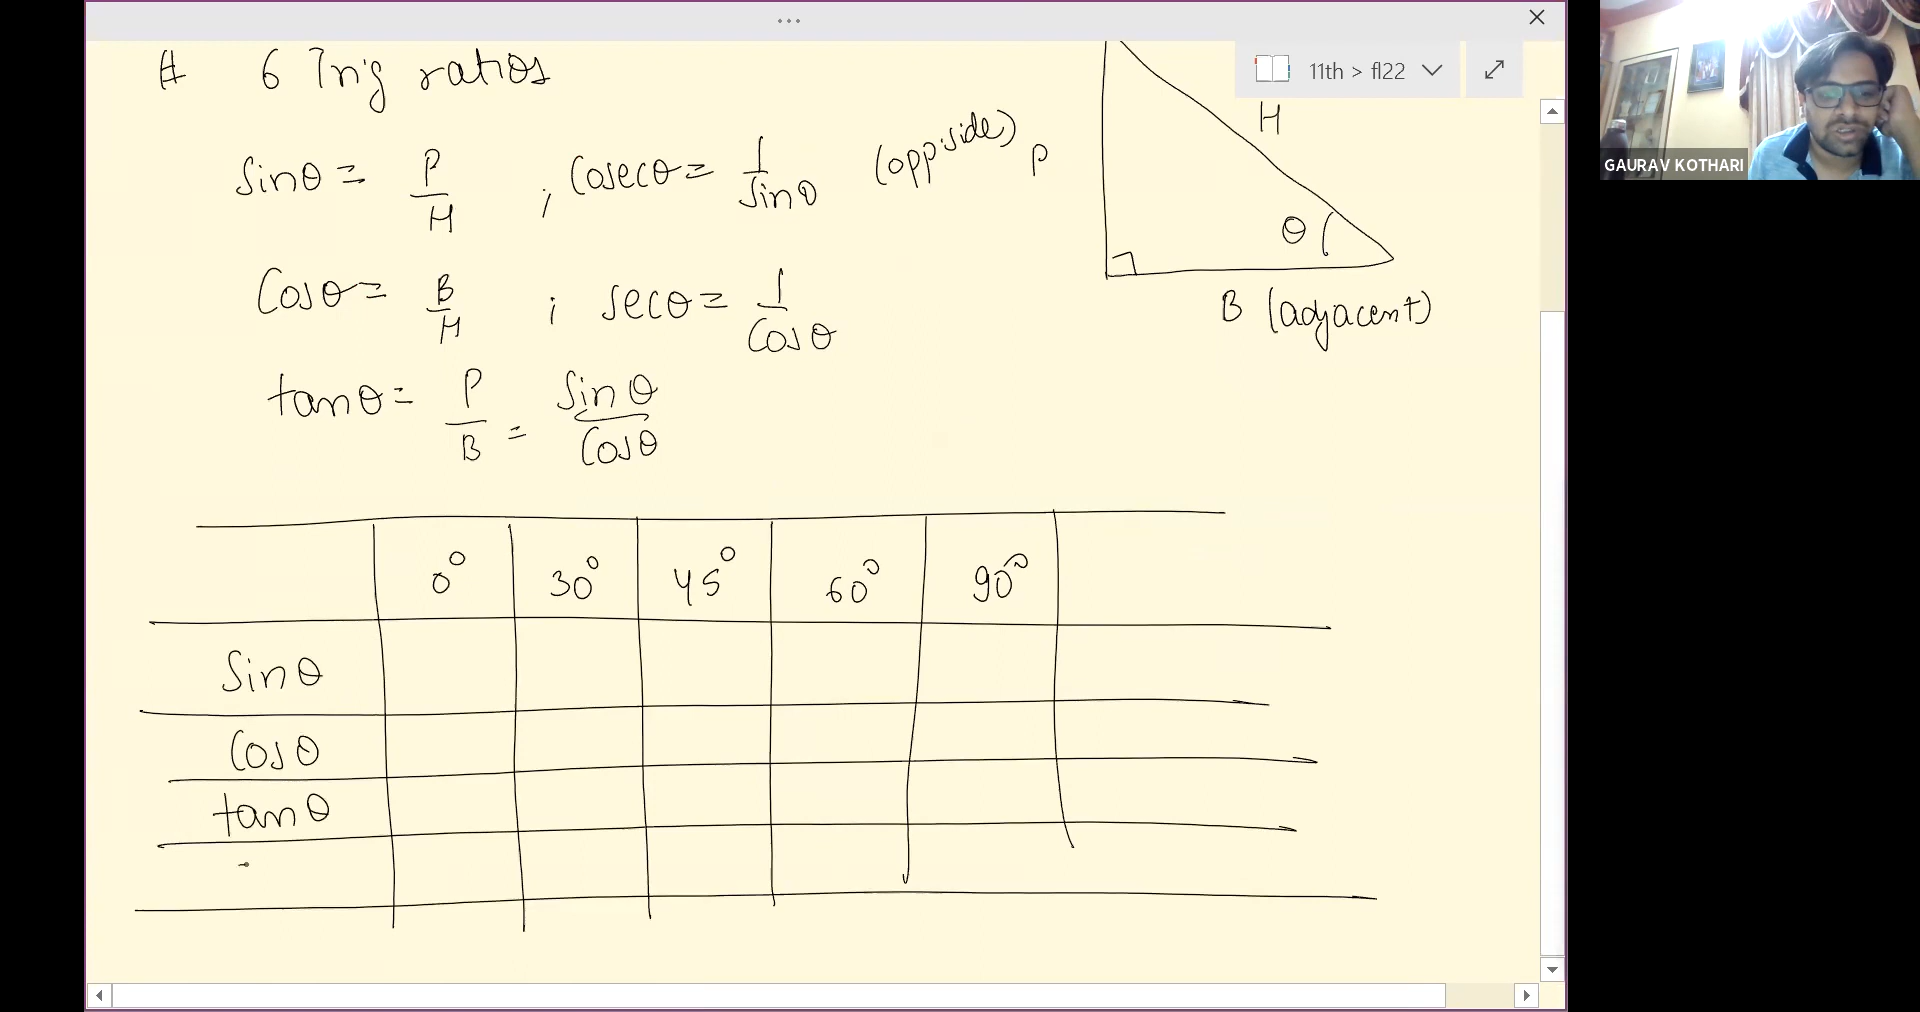 ...
11th > fl22
# 6 Trig ratios
H
Sinθ = P/H , Cosecθ = 1/Sinθ (opp.side) P
θ
Cosθ = B/H ; Secθ = 1/Cosθ
B (adjacent)
tanθ = P/B = Sinθ/Cosθ
0° 30° 45° 60° 90°
Sinθ
Cosθ
tanθ
GAURAV KOTHARI